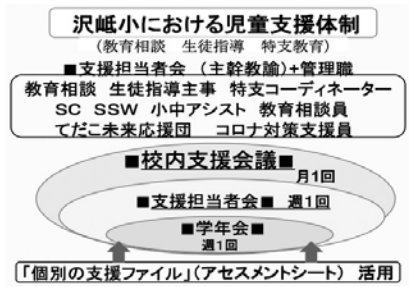 沢岻小における児童支援体制
(教育相談 生徒指導 特支教育)
■支援担当者会 (主幹教諭)+管理職
教育相談 生徒指導主事 特支コーディネーター
SC SSW 小中アシスト 教育相談員
てだこ未来応援団 コロナ対策支援員
■校内支援会議■
月1回
■支援担当者会■ 週1回
■学年会■
週1回
「個別の支援ファイル」(アセスメントシート) 活用